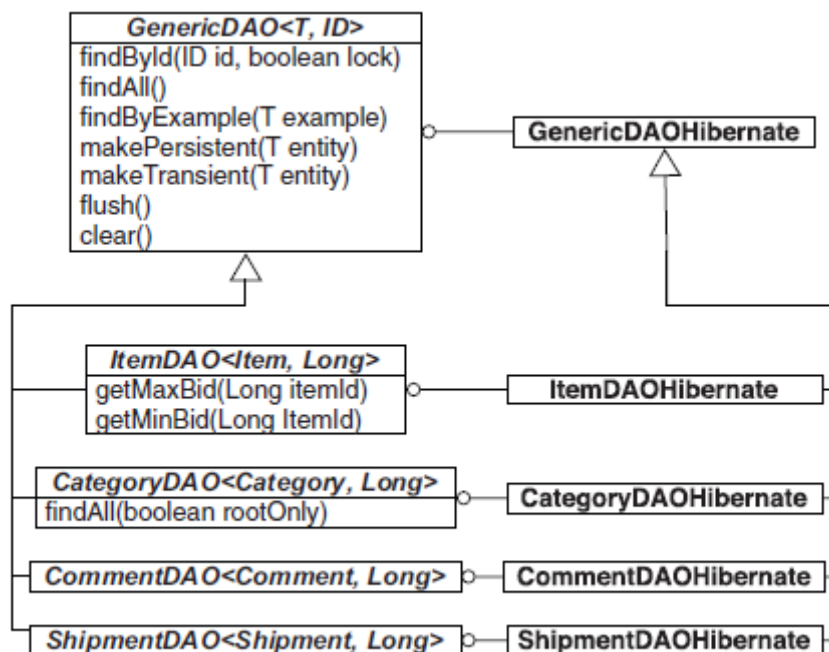 GenericDAO<T, ID>
findById(ID id, boolean lock)
findAll()
findByExample(T example)
makePersistent(T entity)
makeTransient(T entity)
flush()
clear()
GenericDAOHibernate
ItemDAO<Item, Long>
getMaxBid(Long itemId)
getMinBid(Long ItemId)
ItemDAOHibernate
CategoryDAO<Category, Long>
findAll(boolean rootOnly)
CategoryDAOHibernate
CommentDAO<Comment, Long>
CommentDAOHibernate
ShipmentDAO<Shipment, Long>
ShipmentDAOHibernate